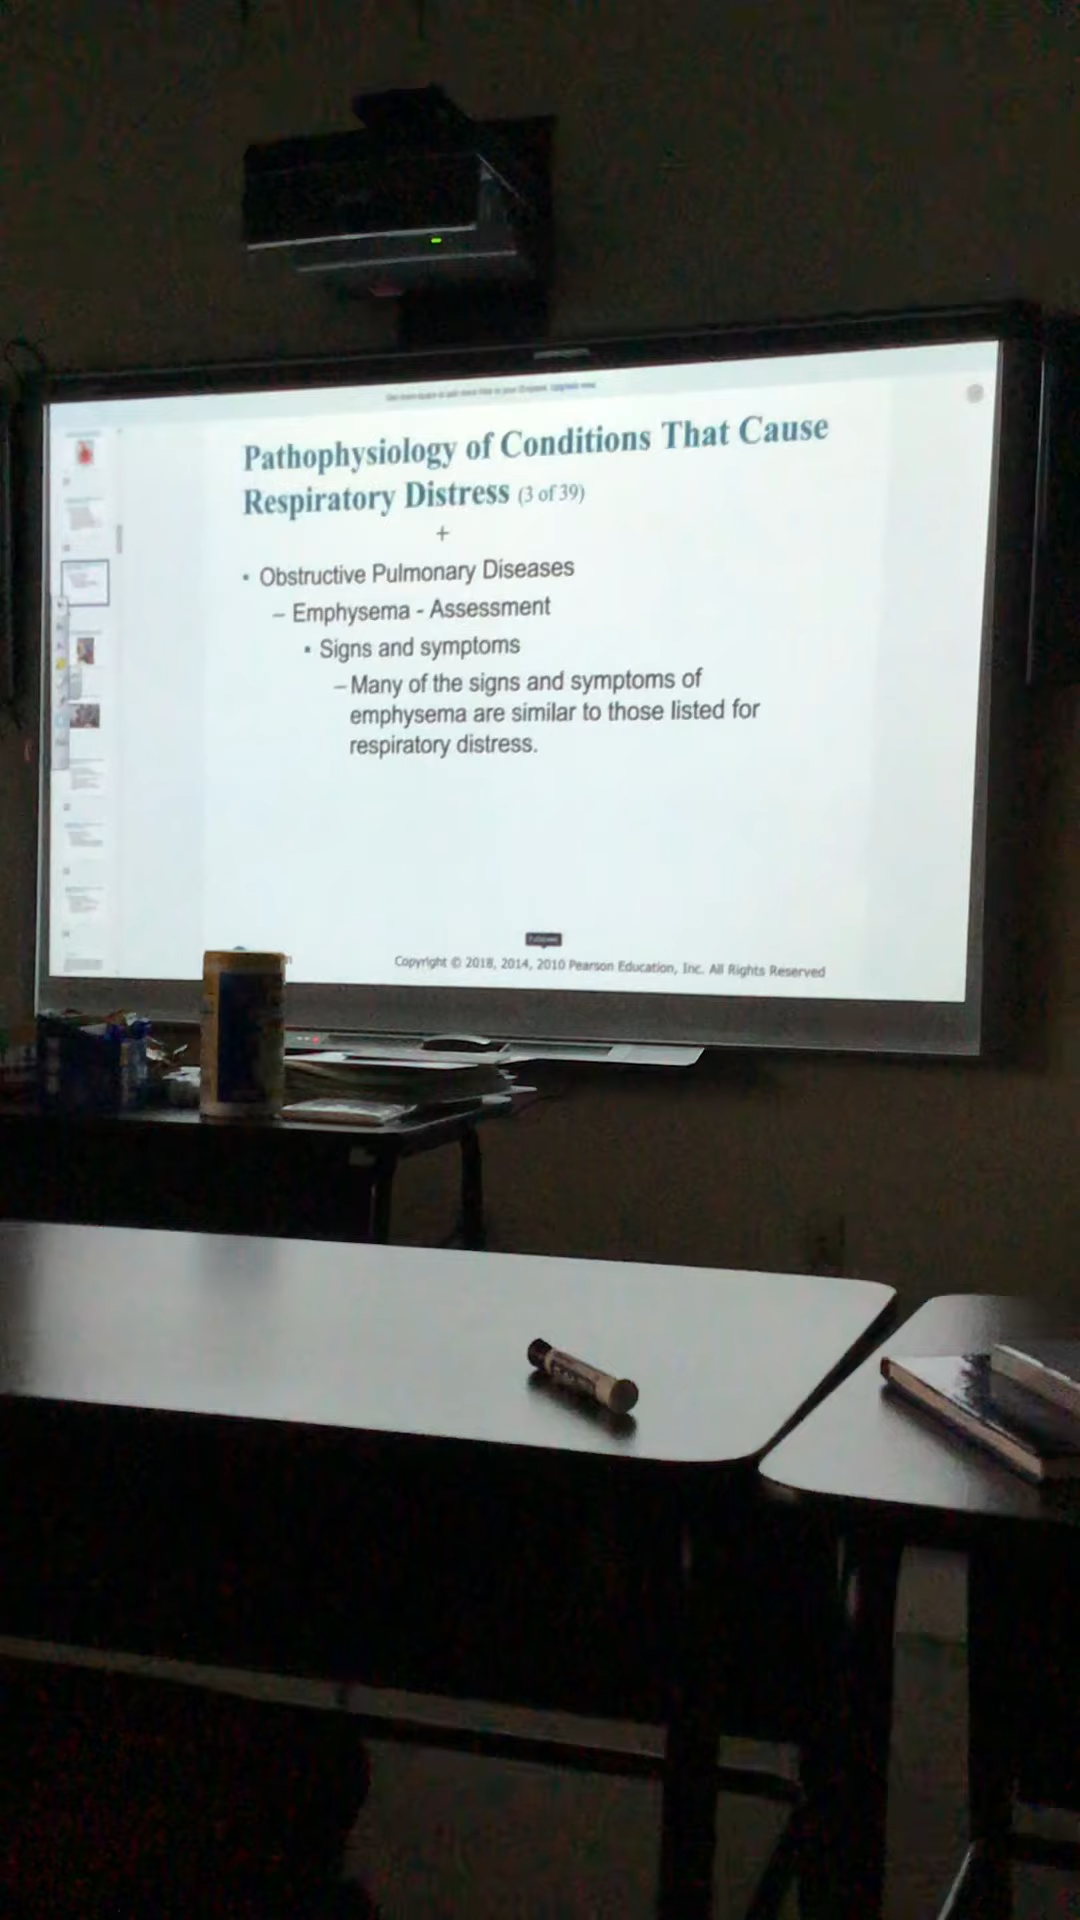 Pathophysiology of Conditions That Cause
Respiratory Distress (3 of 39)
• Obstructive Pulmonary Diseases
– Emphysema - Assessment
▪ Signs and symptoms
– Many of the signs and symptoms of
emphysema are similar to those listed for
respiratory distress.
Copyright © 2018, 2014, 2010 Pearson Education, Inc. All Rights Reserved